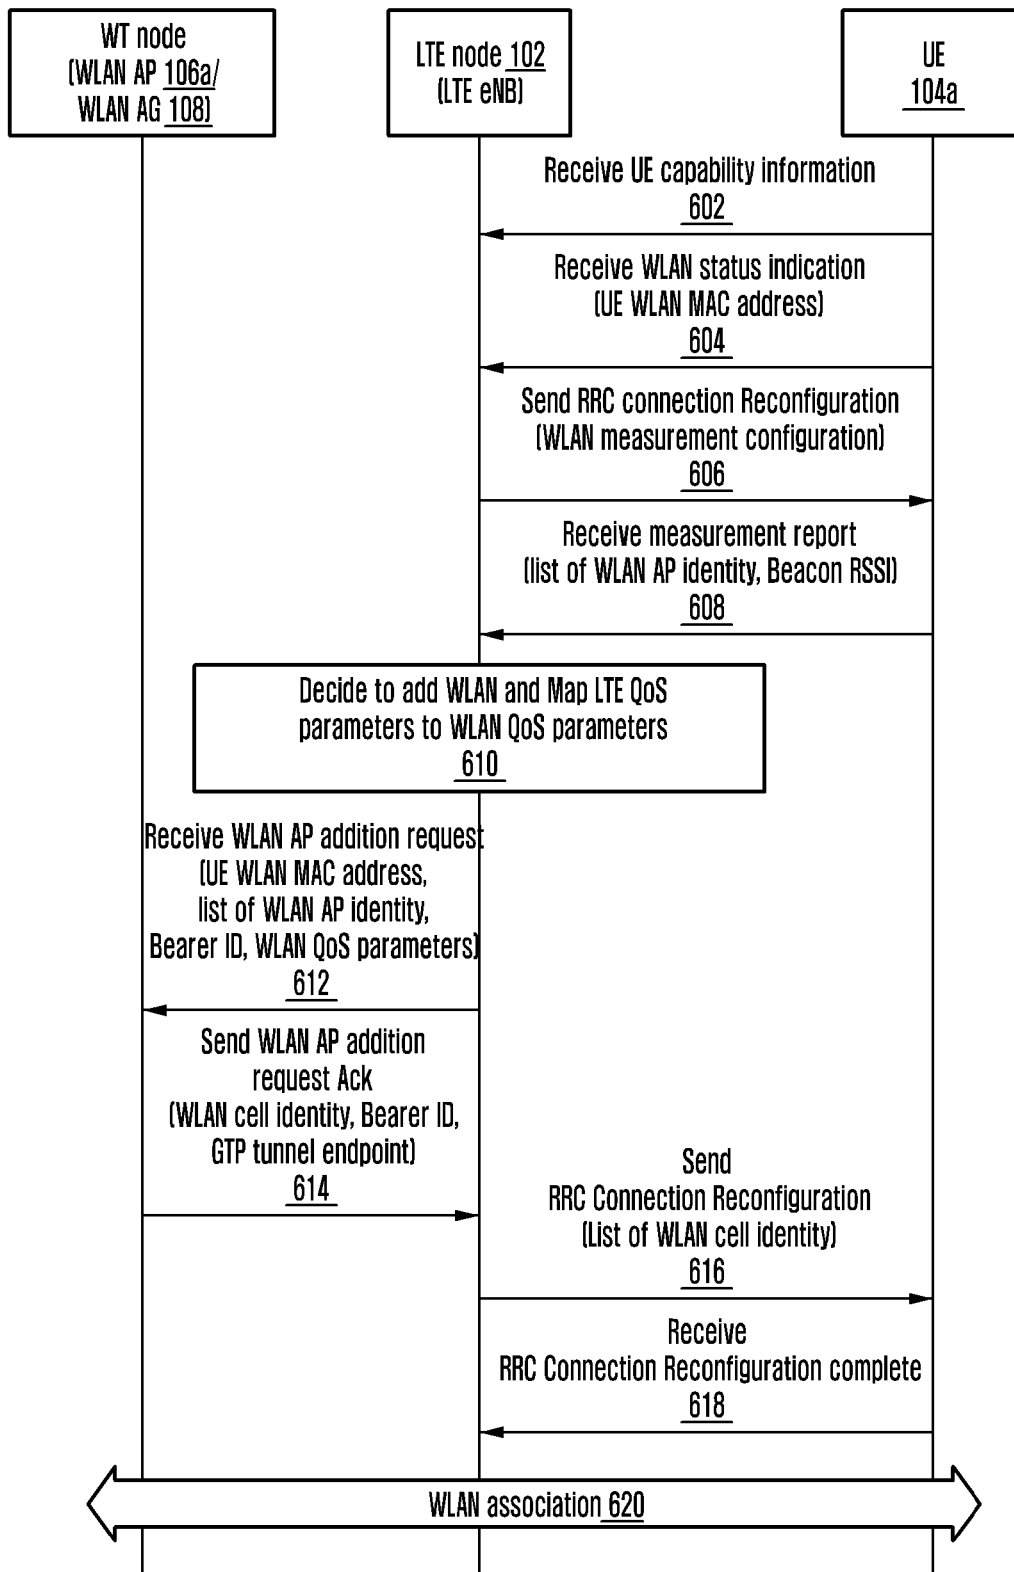 WT node
(WLAN AP 106a/
WLAN AG 108)
LTE node 102
(LTE eNB)
UE
104a
Receive UE capability information
602
Receive WLAN status indication
(UE WLAN MAC address)
604
Send RRC connection Reconfiguration
(WLAN measurement configuration)
606
Receive measurement report
(list of WLAN AP identity, Beacon RSSI)
608
Decide to add WLAN and Map LTE QoS
parameters to WLAN QoS parameters
610
Receive WLAN AP addition request
(UE WLAN MAC address,
list of WLAN AP identity,
Bearer ID, WLAN QoS parameters)
612
Send WLAN AP addition
request Ack
(WLAN cell identity, Bearer ID,
GTP tunnel endpoint)
614
Send
RRC Connection Reconfiguration
(List of WLAN cell identity)
616
Receive
RRC Connection Reconfiguration complete
618
WLAN association 620